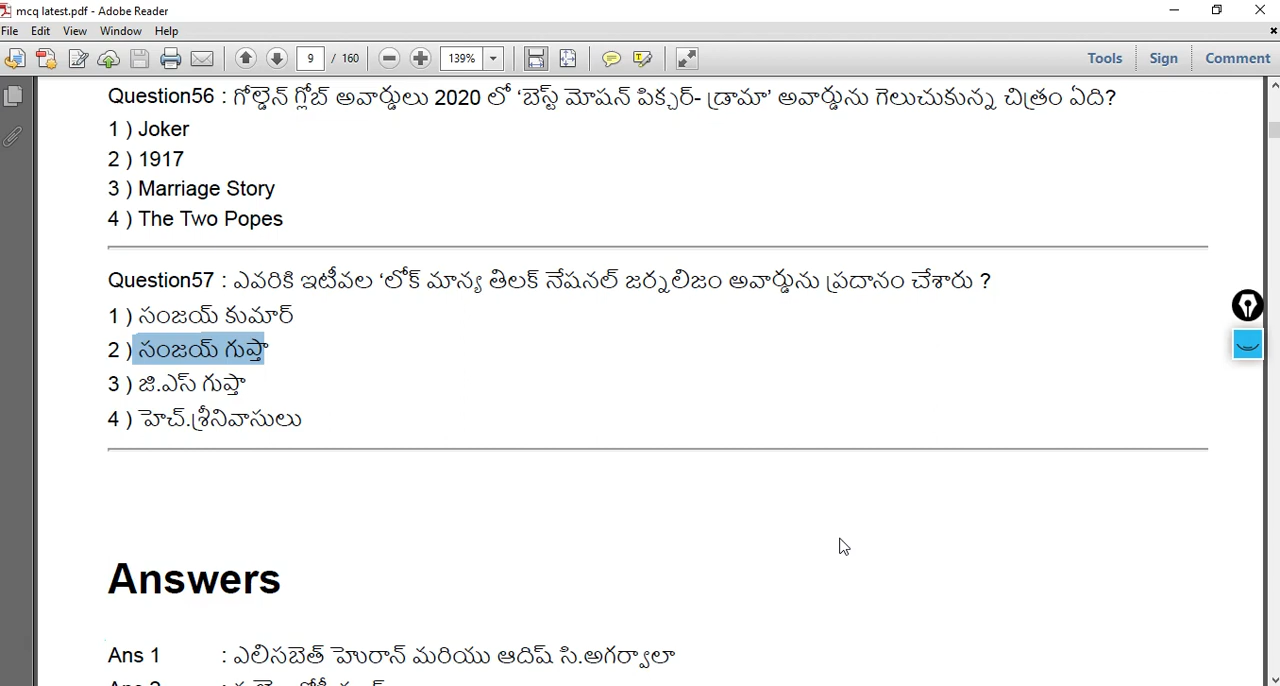 mcq latest.pdf - Adobe Reader
File Edit View Window Help
9 / 160 139% Tools Sign Comment
Question56 : గోల్డెన్ గ్లోబ్ అవార్డులు 2020 లో ‘బెస్ట్ మోషన్ పిక్చర్- డ్రామా’ అవార్డును గెలుచుకున్న చిత్రం ఏది?
1 ) Joker
2 ) 1917
3 ) Marriage Story
4 ) The Two Popes
Question57 : ఎవరికి ఇటీవల ‘లోక్ మాన్య తిలక్ నేషనల్ జర్నలిజం అవార్డును ప్రదానం చేశారు ?
1 ) సంజయ్ కుమార్
2 ) సంజయ్ గుప్తా
3 ) జి.ఎస్ గుప్తా
4 ) హెచ్.శ్రీనివాసులు
Answers
Ans 1 : ఎలిసబెత్ హెురాన్ మరియు ఆదిష్ సి.అగర్వాలా